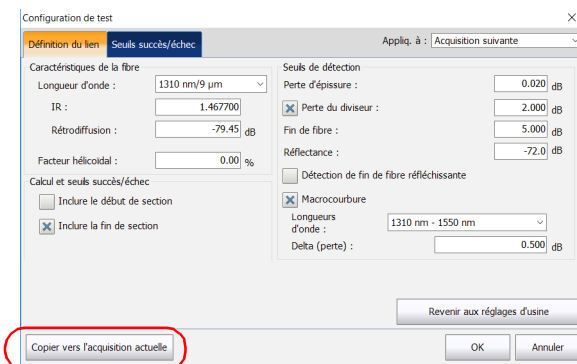 Configuration de test
Définition du lien Seuils succès/échec Appliq. à : Acquisition suivante
Caractéristiques de la fibre
Longueur d'onde : 1310 nm/9 µm
IR : 1.467700
Rétrodiffusion : -79.45 dB
Facteur hélicoïdal : 0.00 %
Calcul et seuils succès/échec
Inclure le début de section
Inclure la fin de section
Seuils de détection
Perte d'épissure : 0.020 dB
Perte du diviseur : 2.000 dB
Fin de fibre : 5.000 dB
Réflectance : -72.0 dB
Détection de fin de fibre réfléchissante
Macrocourbure
Longueurs
d'onde : 1310 nm - 1550 nm
Delta (perte) : 0.500 dB
Revenir aux réglages d'usine
Copier vers l'acquisition actuelle OK Annuler